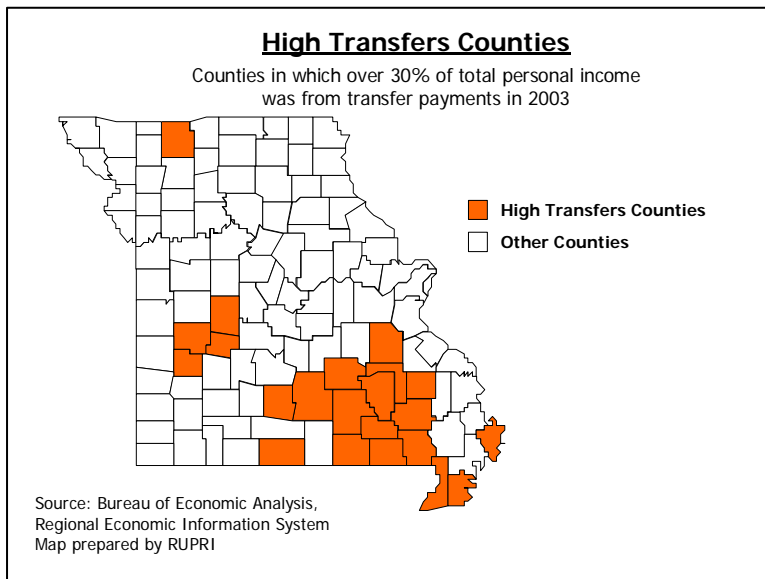 High Transfers Counties
Counties in which over 30% of total personal income
was from transfer payments in 2003
High Transfers Counties
Other Counties
Source: Bureau of Economic Analysis,
Regional Economic Information System
Map prepared by RUPRI